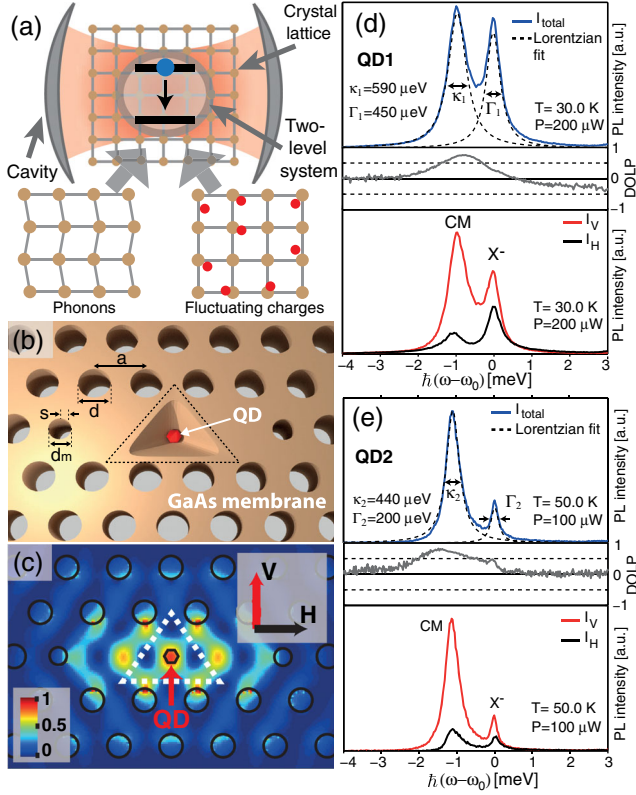 (a)
Crystal
lattice
Two-
level
system
Cavity
Phonons
Fluctuating charges
(b)
a
s
d
dm
QD
GaAs membrane
(c)
V
H
QD
1
0.5
0
(d)
QD1
I total
Lorentzian
fit
κ1=590 μeV
Γ1=450 μeV
κ1
Γ1
T= 30.0 K
P=200 μW
PL intensity [a.u.]
1
0
-1
DOLP
IV
IH
CM
X-
T= 30.0 K
P=200 μW
PL intensity [a.u.]
−4 −3 −2 −1 0 1 2 3
ħ(ω−ω0) [meV]
(e)
QD2
I total
Lorentzian fit
κ2=440 μeV
Γ2=200 μeV
κ2
Γ2
T= 50.0 K
P=100 μW
PL intensity [a.u.]
1
0
−1
DOLP
IV
IH
CM
X-
T= 50.0 K
P=100 μW
PL intensity [a.u.]
−4 −3 −2 −1 0 1 2 3
ħ(ω−ω0) [meV]